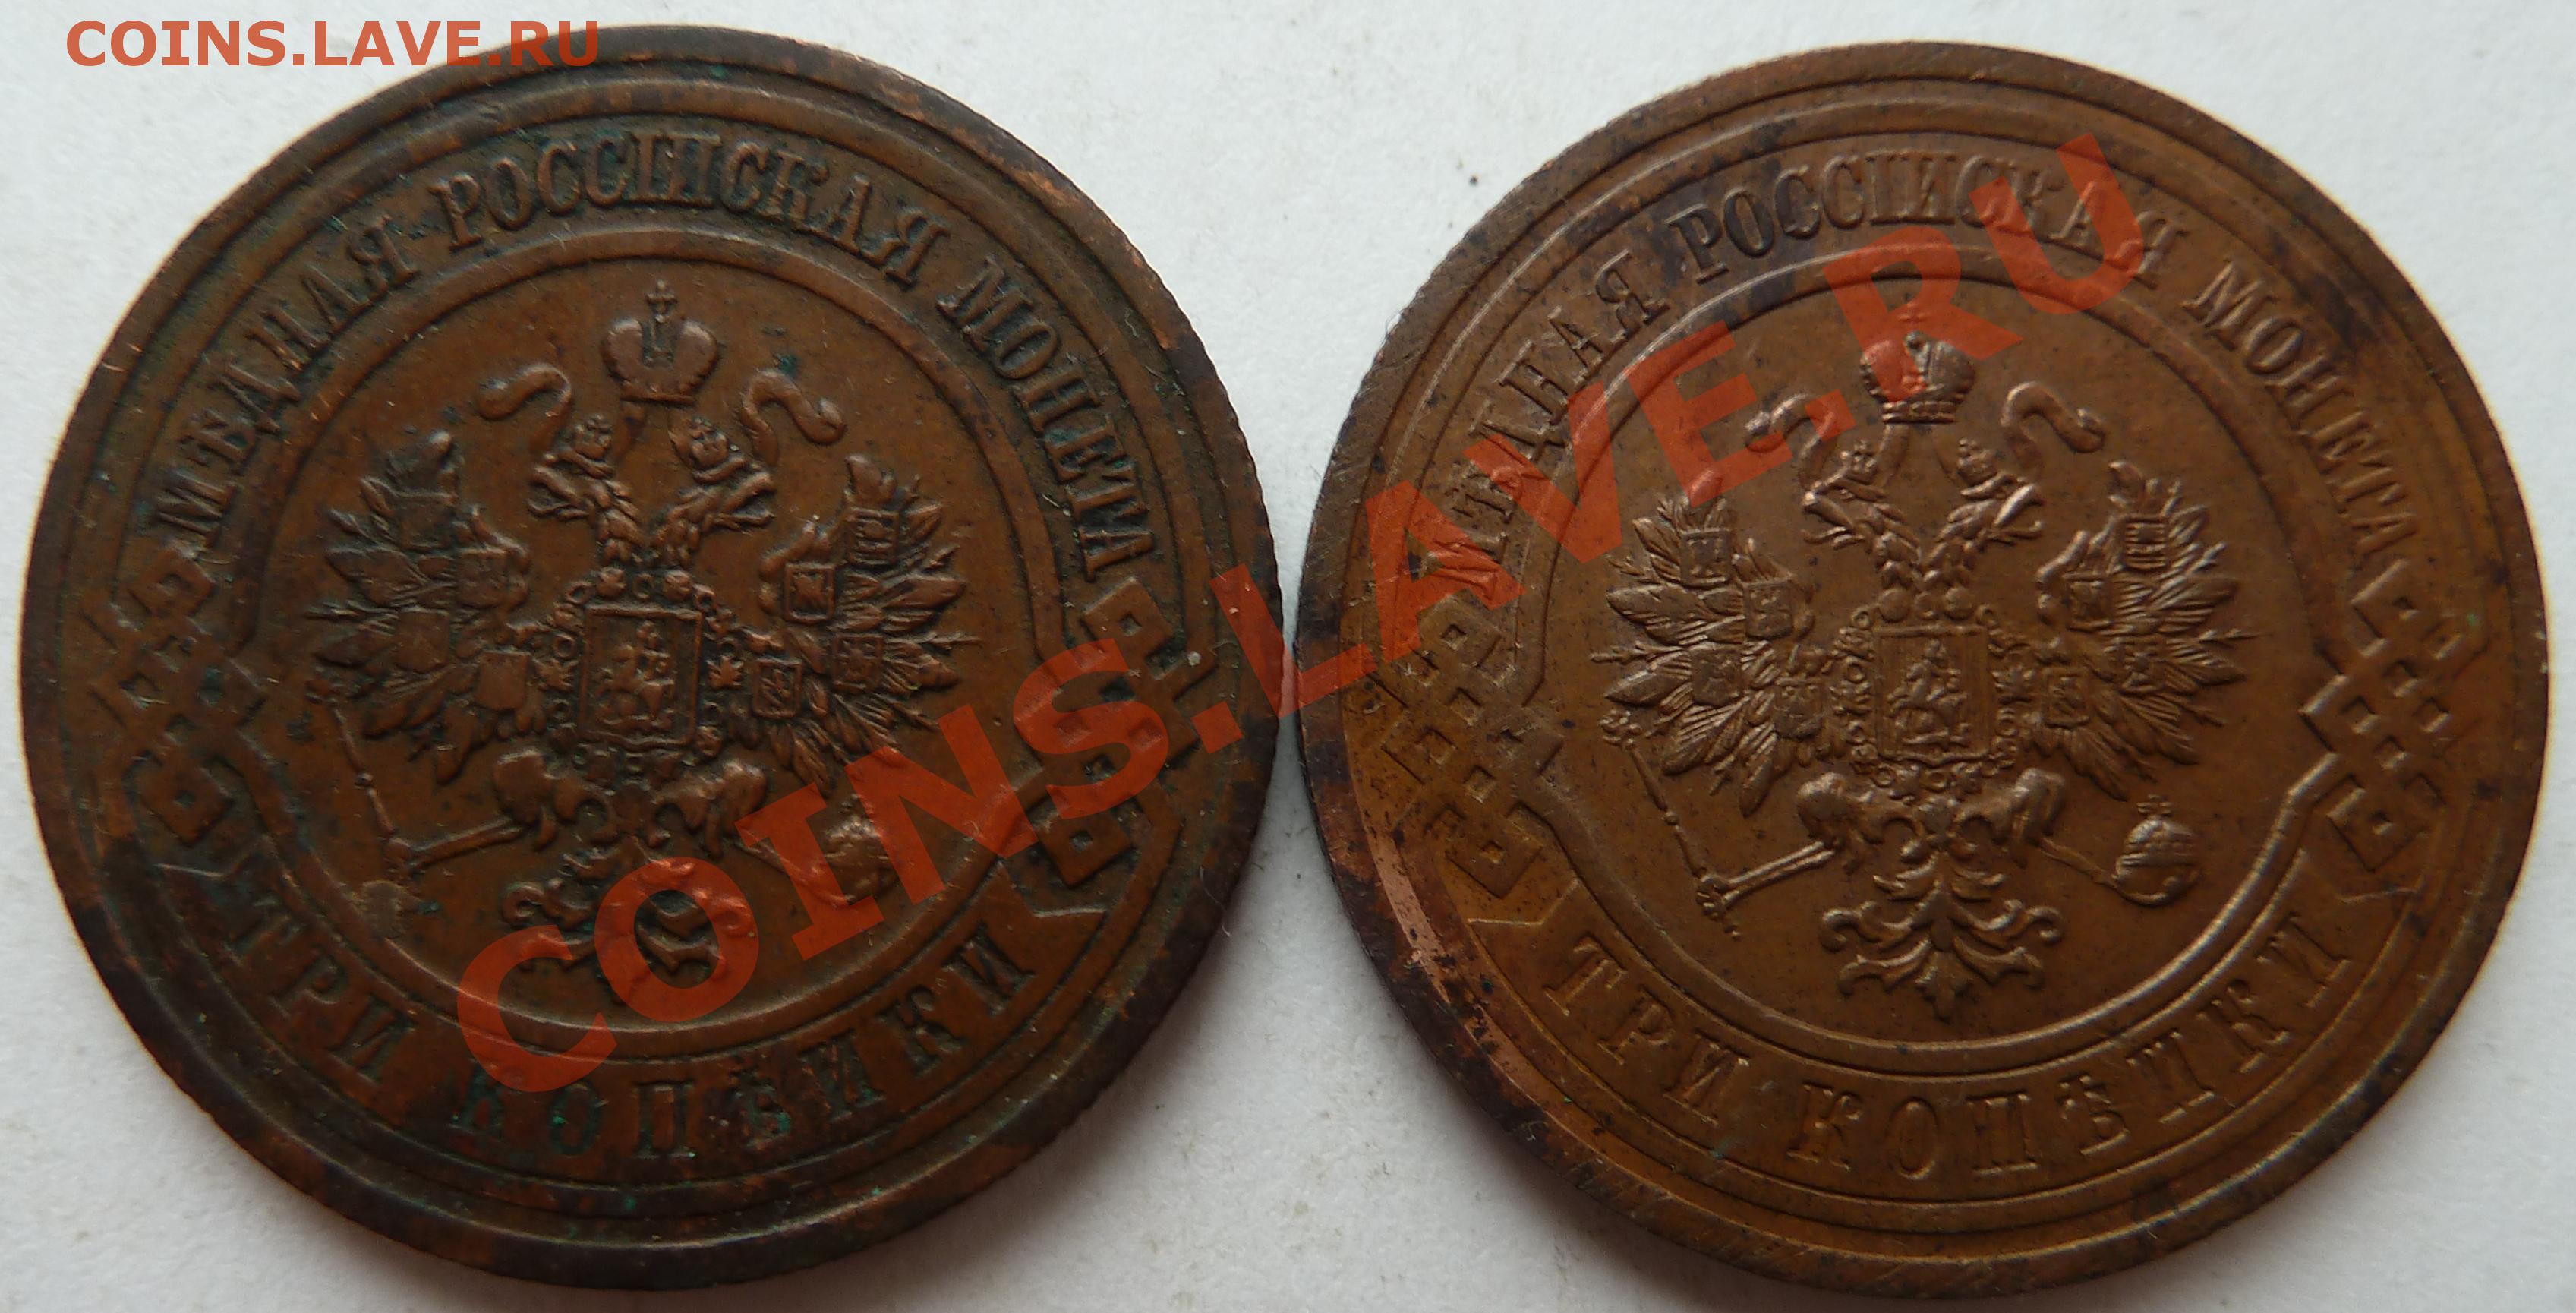 COINS.LAVE.RU
МѢДНАЯ РОССІЙСКАЯ МОНЕТА
ТРИ КОПѢЙКИ
МѢДНАЯ РОССІЙСКАЯ МОНЕТА
ТРИ КОПѢЙКИ
COINS.LAVE.RU